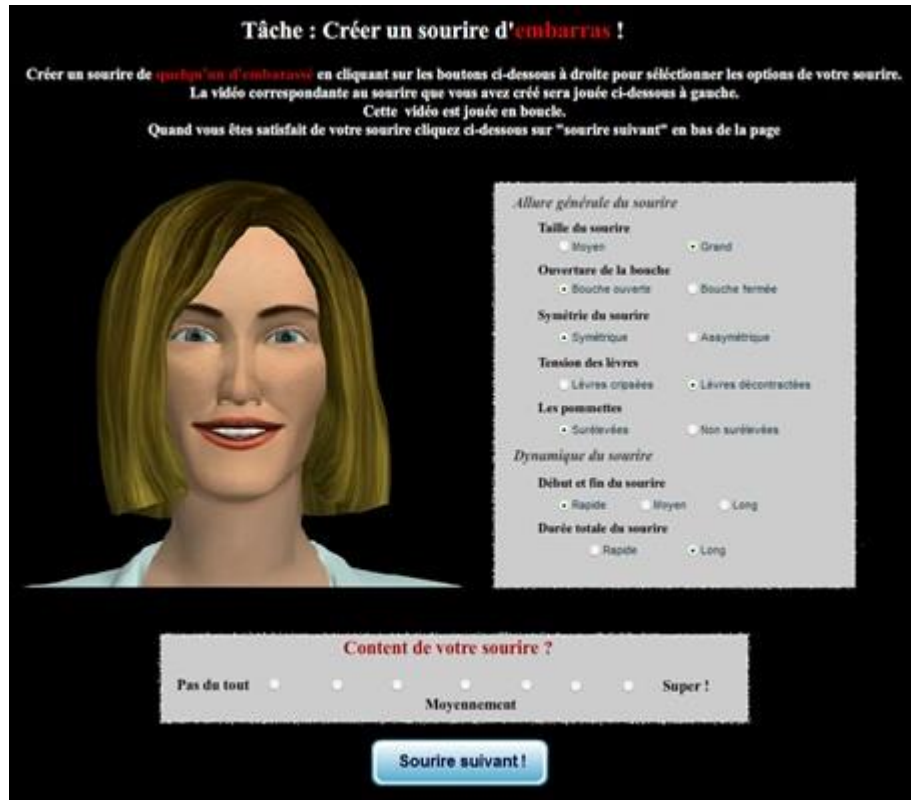 Tâche : Créer un sourire d'embarras !
Créer un sourire de quelqu'un d'embarassé en cliquant sur les boutons ci-dessous à droite pour séléctionner les options de votre sourire.
La vidéo correspondante au sourire que vous avez créé sera jouée ci-dessous à gauche.
Cette vidéo est jouée en boucle.
Quand vous êtes satisfait de votre sourire cliquez ci-dessous sur "sourire suivant" en bas de la page
Allure générale du sourire
Taille du sourire
Moyen Grand
Ouverture de la bouche
Bouche ouverte Bouche fermée
Symétrie du sourire
Symétrique Assymétrique
Tension des lèvres
Lèvres cripsées Lèvres décontractées
Les pommettes
Surélevées Non surélevées
Dynamique du sourire
Début et fin du sourire
Rapide Moyen Long
Durée totale du sourire
Rapide Long
Content de votre sourire ?
Pas du tout Super !
Moyennement
Sourire suivant !